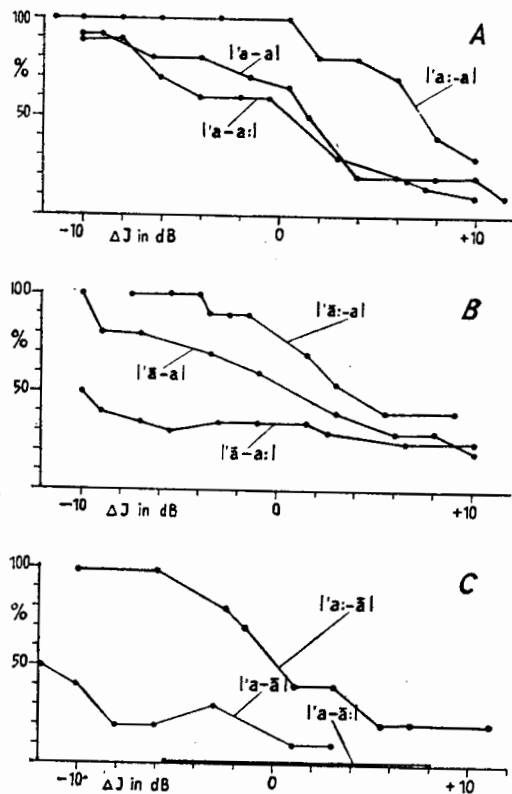 100
A
%
|'a-a|
|'a:-a|
50
|'a-a:|
-10
ΔJ in dB
0
+10
100
B
|'ā:-a|
%
|'ā-a|
50
|'ā-a:|
-10
ΔJ in dB
0
+10
100
C
%
|'a:-ā|
50
|'a-ā|
|'a-ā:|
-10
ΔJ in dB
0
+10